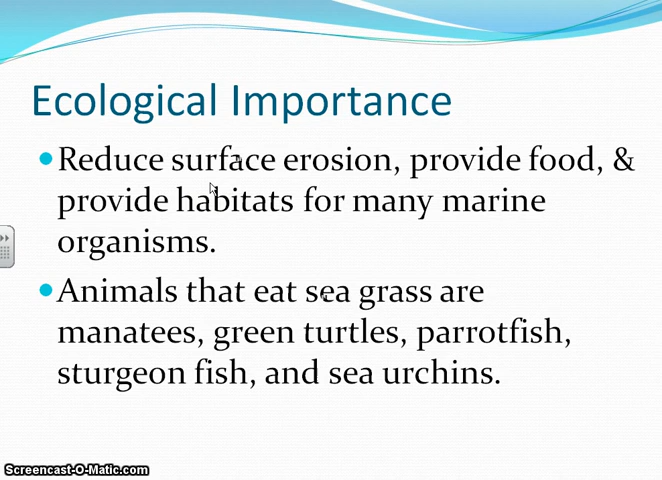 Ecological Importance
Reduce surface erosion, provide food, &
provide habitats for many marine
organisms.
Animals that eat sea grass are
manatees, green turtles, parrotfish,
sturgeon fish, and sea urchins.
Screencast-O-Matic.com